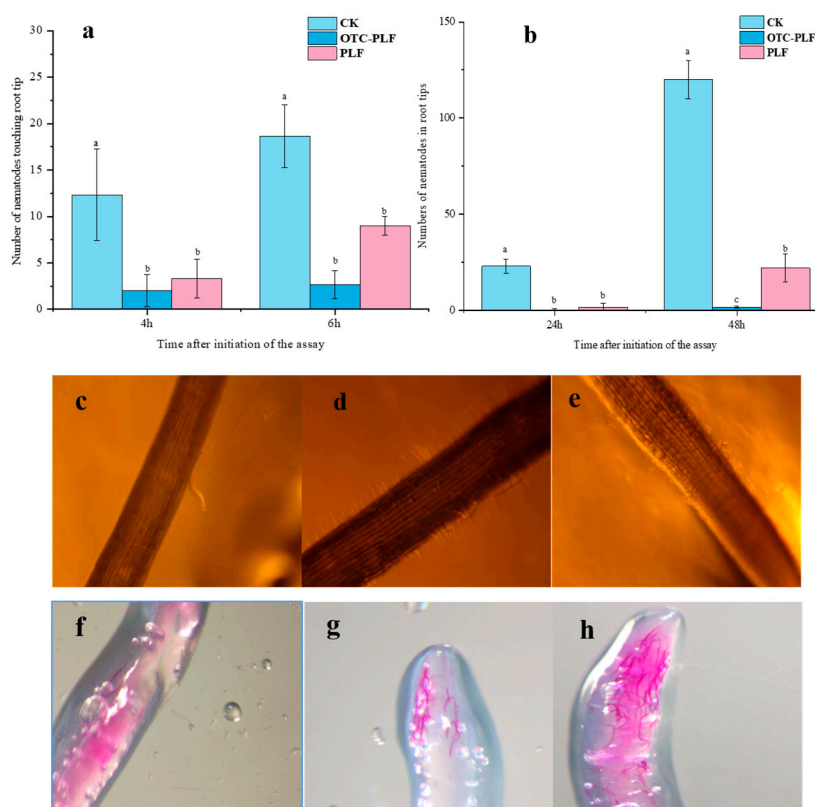 a
CK
OTC-PLF
PLF
Number of nematodes touching root tip
30
25
20
15
10
5
0
a
b
b
a
b
b
4h
6h
Time after initiation of the assay
b
CK
OTC-PLF
PLF
Numbers of nematodes in root tips
150
100
50
0
a
b
b
a
c
b
24h
48h
Time after initiation of the assay
c
d
e
f
g
h